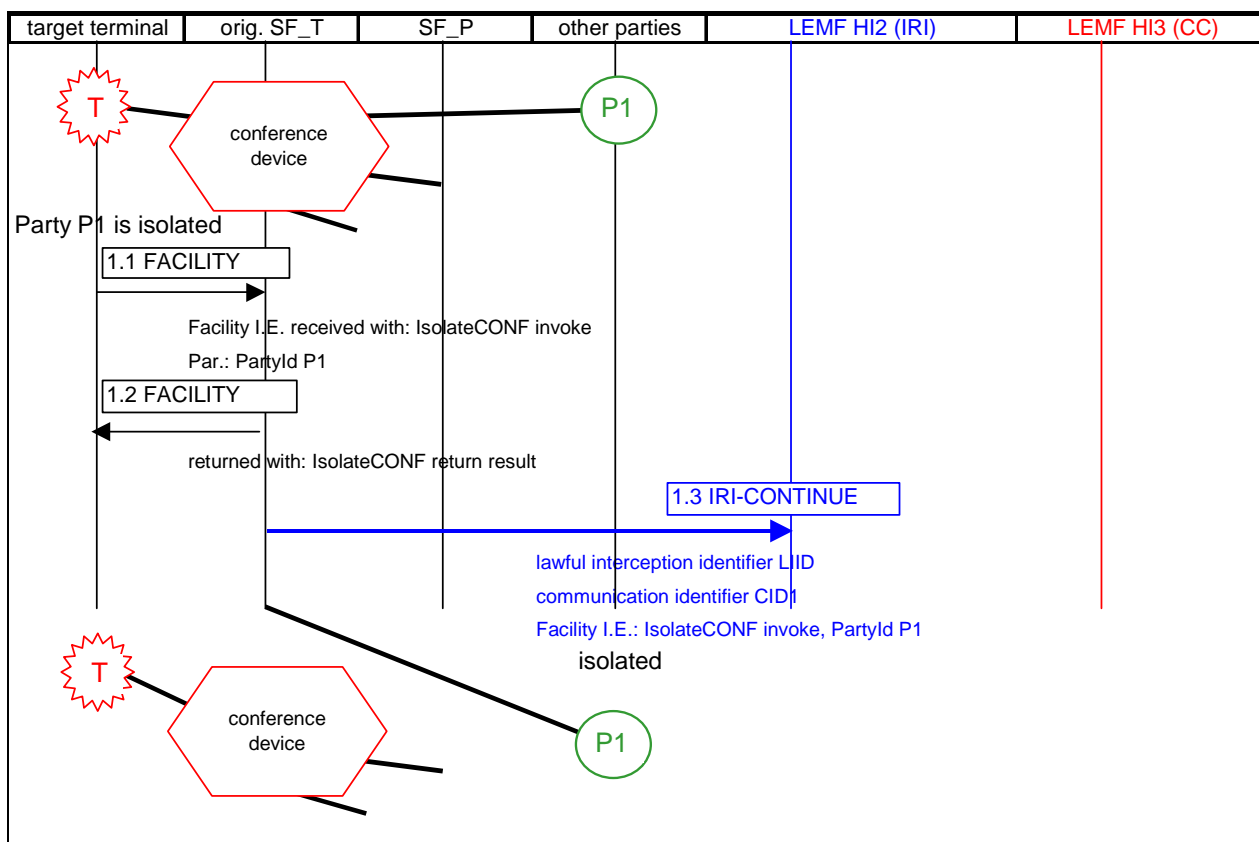 target terminal orig. SF_T SF_P other parties LEMF HI2 (IRI) LEMF HI3 (CC)
T
P1
conference
device
Party P1 is isolated
1.1 FACILITY
Facility I.E. received with: IsolateCONF invoke
Par.: PartyId P1
1.2 FACILITY
returned with: IsolateCONF return result
1.3 IRI-CONTINUE
lawful interception identifier LIID
communication identifier CID1
Facility I.E.: IsolateCONF invoke, PartyId P1
isolated
T
conference
device
P1